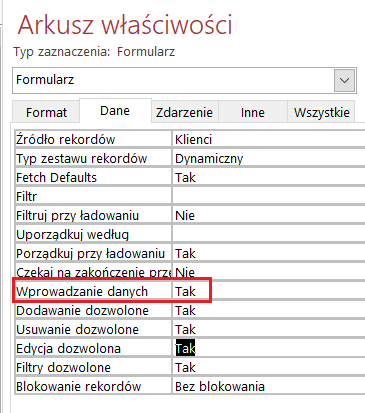 Arkusz właściwości
Typ zaznaczenia: Formularz
Formularz
Format Dane Zdarzenie Inne Wszystkie
Źródło rekordów Klienci
Typ zestawu rekordów Dynamiczny
Fetch Defaults Tak
Filtr
Filtruj przy ładowaniu Nie
Uporządkuj według
Porządkuj przy ładowaniu Tak
Czekaj na zakończenie prze Nie
Wprowadzanie danych Tak
Dodawanie dozwolone Tak
Usuwanie dozwolone Tak
Edycja dozwolona Tak
Filtry dozwolone Tak
Blokowanie rekordów Bez blokowania